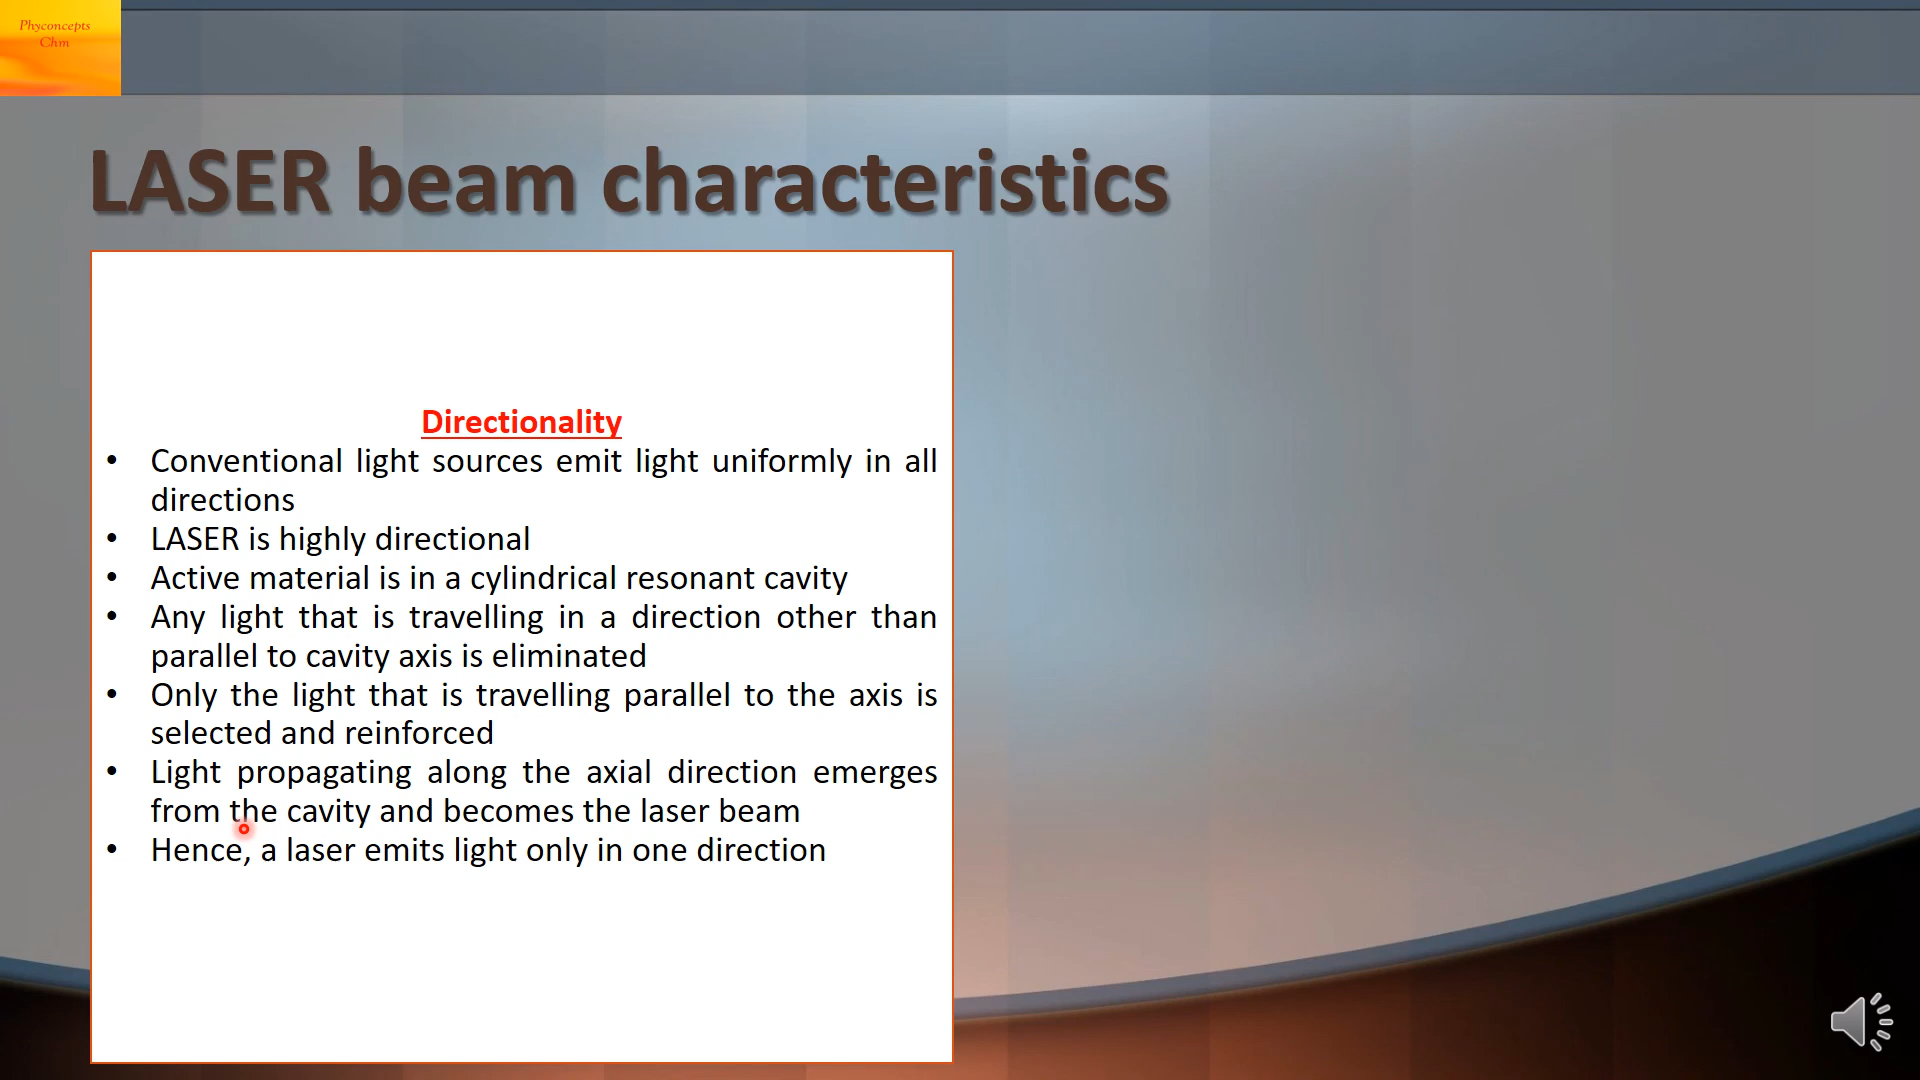 Phyconcepts
Chm
LASER beam characteristics
Directionality
• Conventional light sources emit light uniformly in all
directions
• LASER is highly directional
• Active material is in a cylindrical resonant cavity
• Any light that is travelling in a direction other than
parallel to cavity axis is eliminated
• Only the light that is travelling parallel to the axis is
selected and reinforced
• Light propagating along the axial direction emerges
from the cavity and becomes the laser beam
• Hence, a laser emits light only in one direction